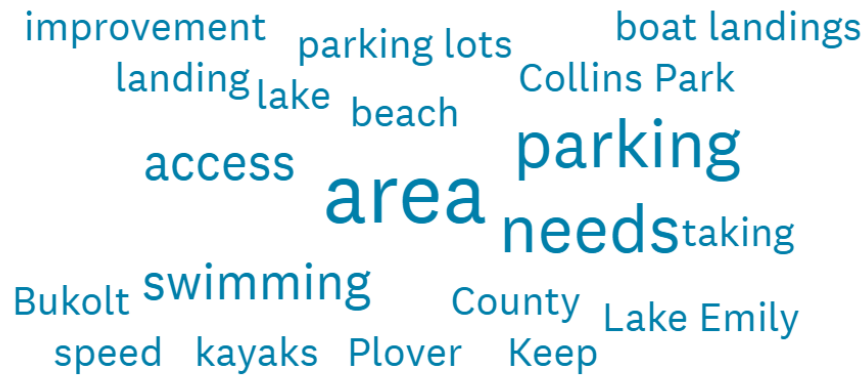 improvement
parking lots
boat landings
landing
lake
beach
Collins Park
access
area
parking
needs
taking
swimming
Bukolt
County
Lake Emily
speed
kayaks
Plover
Keep